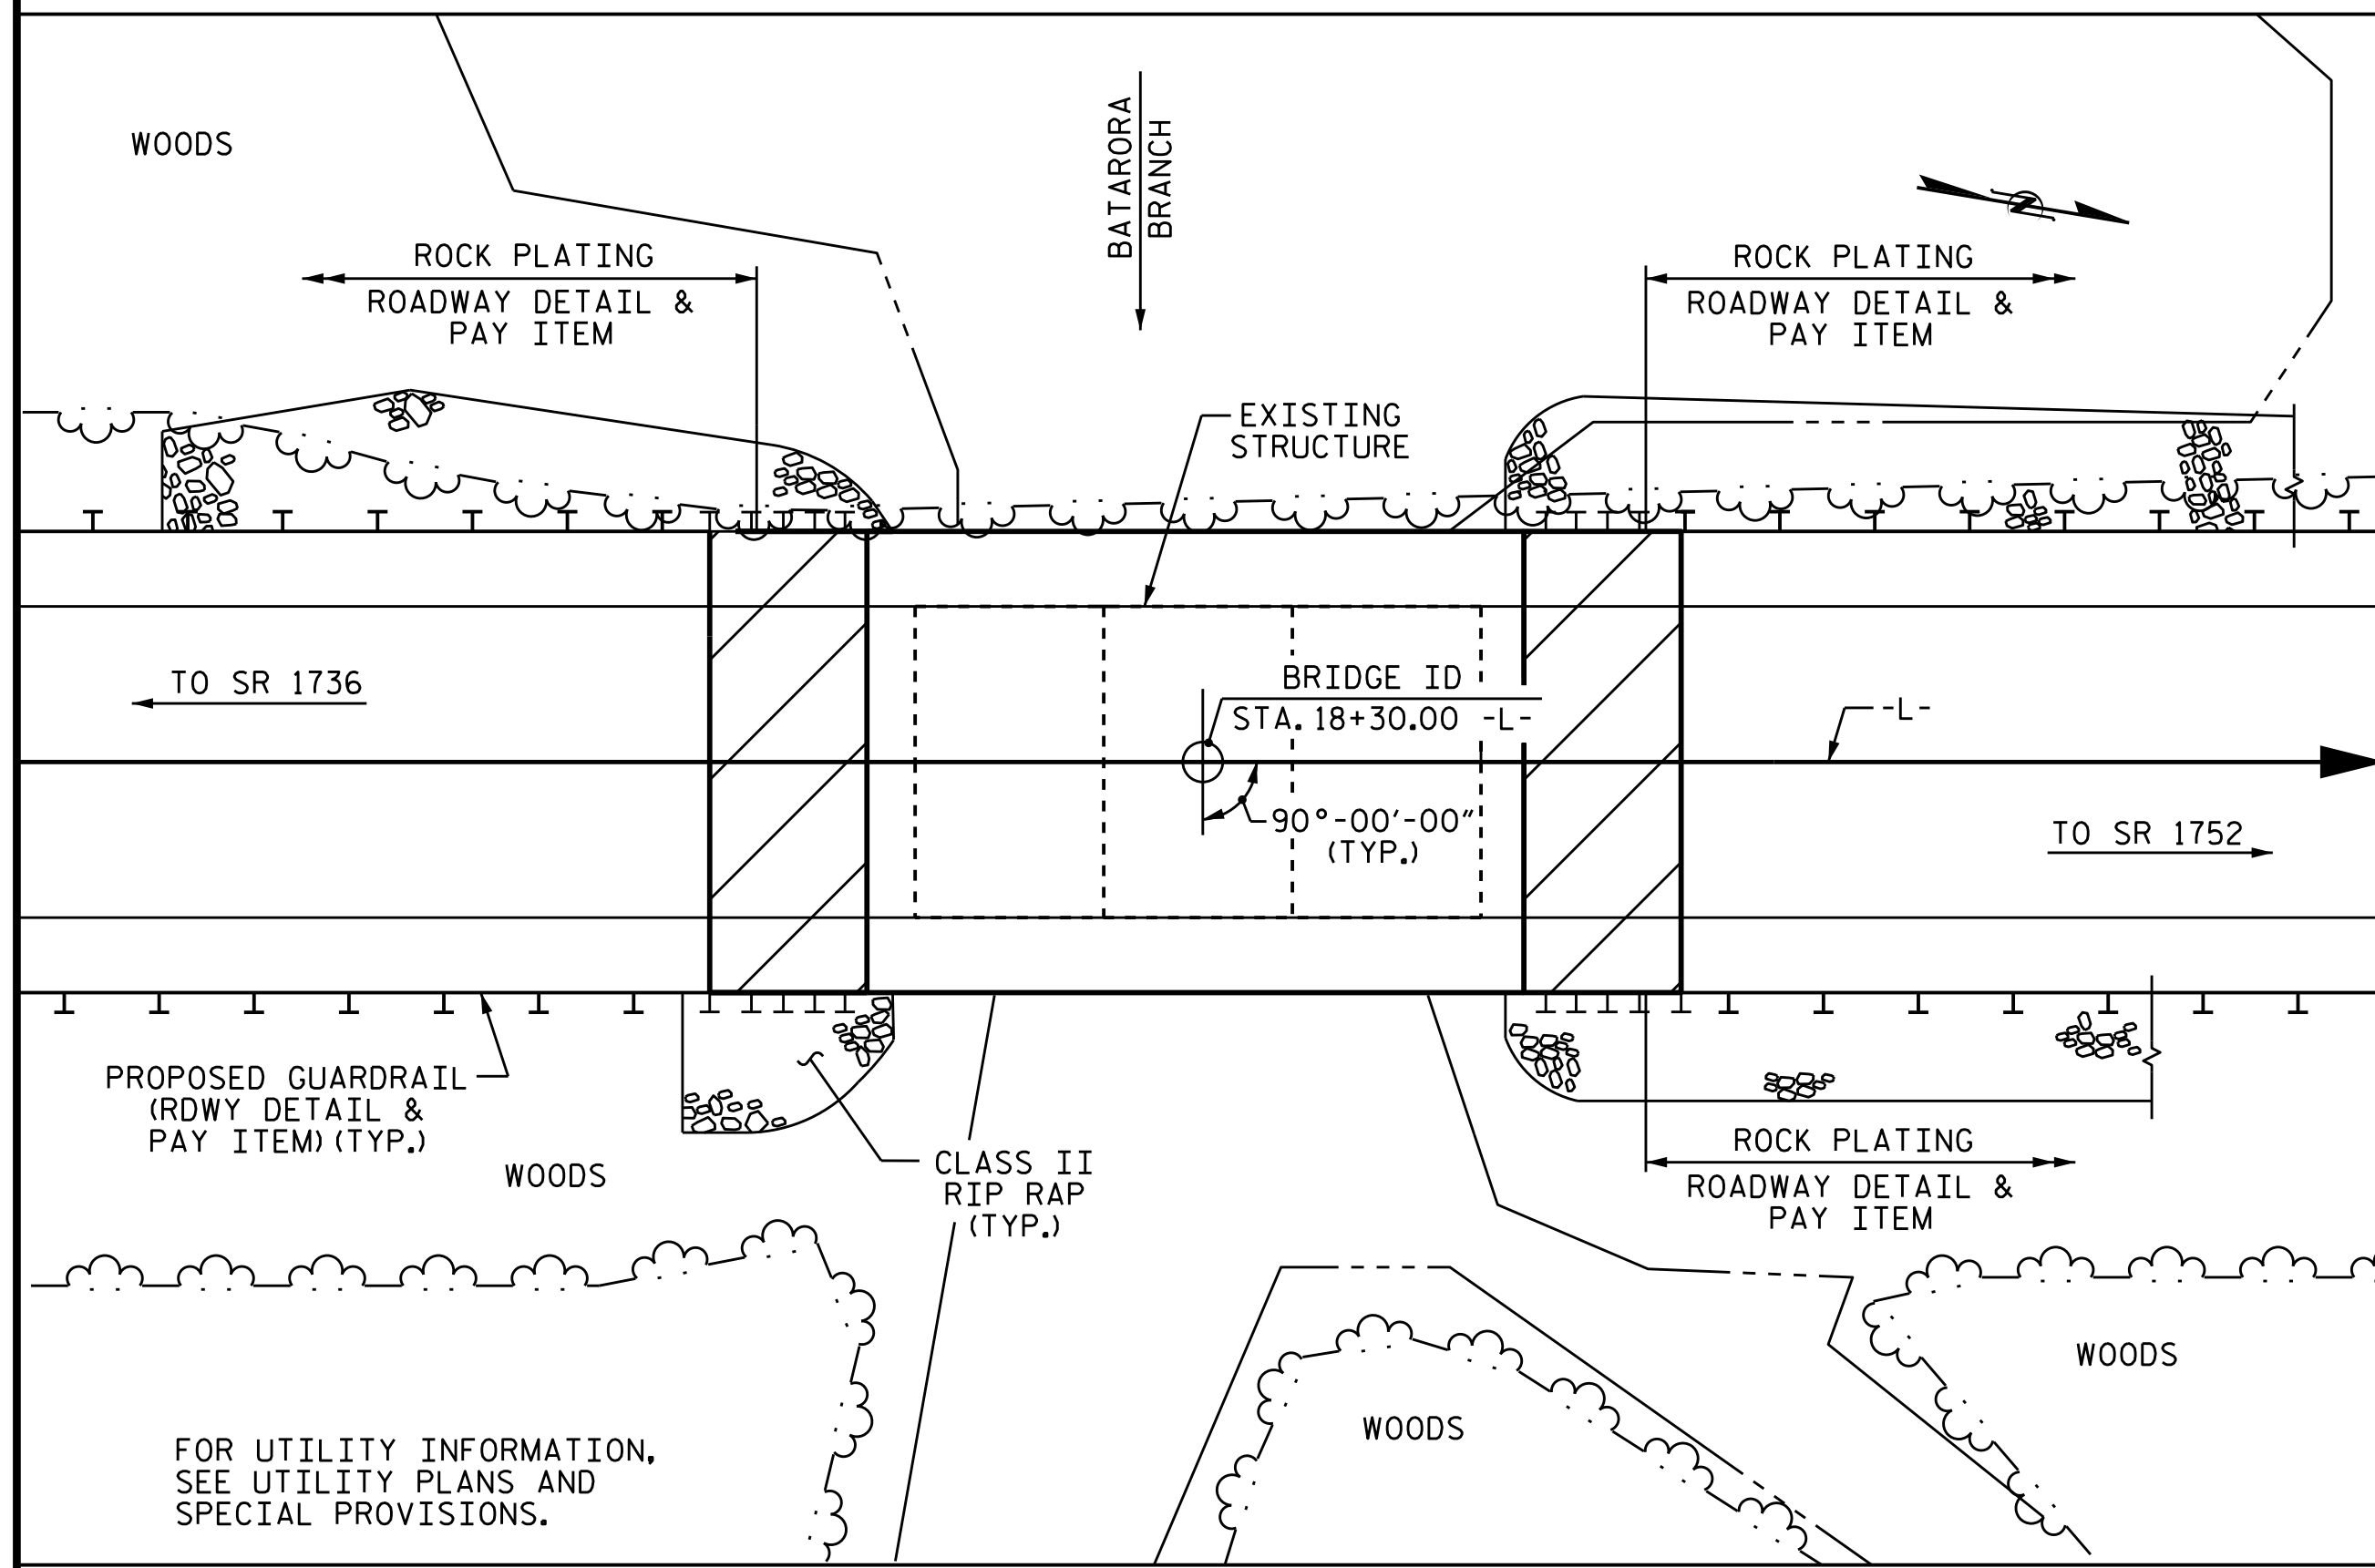 WOODS
BATARORA
BRANCH
N
ROCK PLATING
ROADWAY DETAIL &
PAY ITEM
ROCK PLATING
ROADWAY DETAIL &
PAY ITEM
EXISTING
STRUCTURE
TO SR 1736
BRIDGE ID
STA. 18+30.00 -L-
-L-
90°-00'-00"
(TYP.)
TO SR 1752
PROPOSED GUARDRAIL
(RDWY DETAIL &
PAY ITEM) (TYP.)
WOODS
CLASS II
RIP RAP
(TYP.)
ROCK PLATING
ROADWAY DETAIL &
PAY ITEM
WOODS
WOODS
FOR UTILITY INFORMATION,
SEE UTILITY PLANS AND
SPECIAL PROVISIONS.